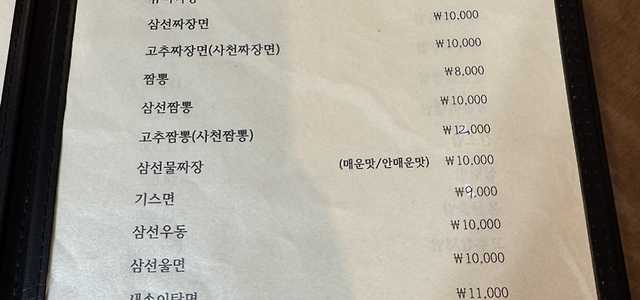 삼선짜장면 ₩10,000
고추짜장면(사천짜장면) ₩10,000
짬뽕 ₩8,000
삼선짬뽕 ₩10,000
고추짬뽕(사천짬뽕) ₩12,000
삼선물짜장 (매운맛/안매운맛) ₩10,000
기스면 ₩9,000
삼선우동 ₩10,000
삼선울면 ₩10,000
₩11,000